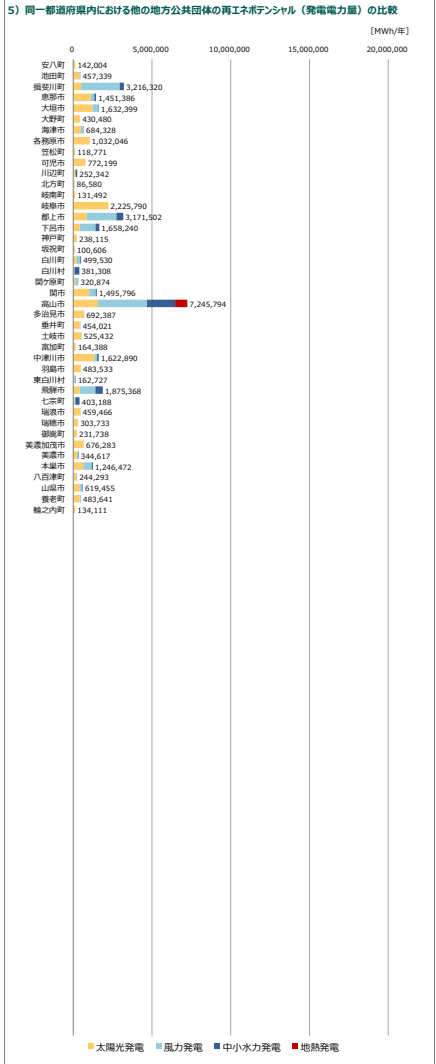 5）同一都道府県内における他の地方公共団体の再エネポテンシャル（発電電力量）の比較
[MWh/年]
0 5,000,000 10,000,000 15,000,000 20,000,000
安八町 142,004
池田町 457,339
揖斐川町 3,216,320
恵那市 1,451,386
大垣市 1,632,399
大野町 430,480
海津市 684,328
各務原市 1,032,046
笠松町 118,771
可児市 772,199
川辺町 252,342
北方町 86,580
岐南町 131,492
岐阜市 2,225,790
郡上市 3,171,502
下呂市 1,658,240
神戸町 238,115
坂祝町 100,606
白川町 499,530
白川村 381,308
関ケ原町 320,874
関市 1,495,796
高山市 7,245,794
多治見市 692,387
垂井町 454,021
土岐市 525,432
富加町 164,388
中津川市 1,622,890
羽島市 483,533
東白川村 162,727
飛騨市 1,875,368
七宗町 403,188
瑞浪市 459,466
瑞穂市 303,733
御嵩町 231,738
美濃加茂市 676,283
美濃市 344,617
本巣市 1,246,472
八百津町 244,293
山県市 619,455
養老町 483,641
輪之内町 134,111
太陽光発電 風力発電 中小水力発電 地熱発電